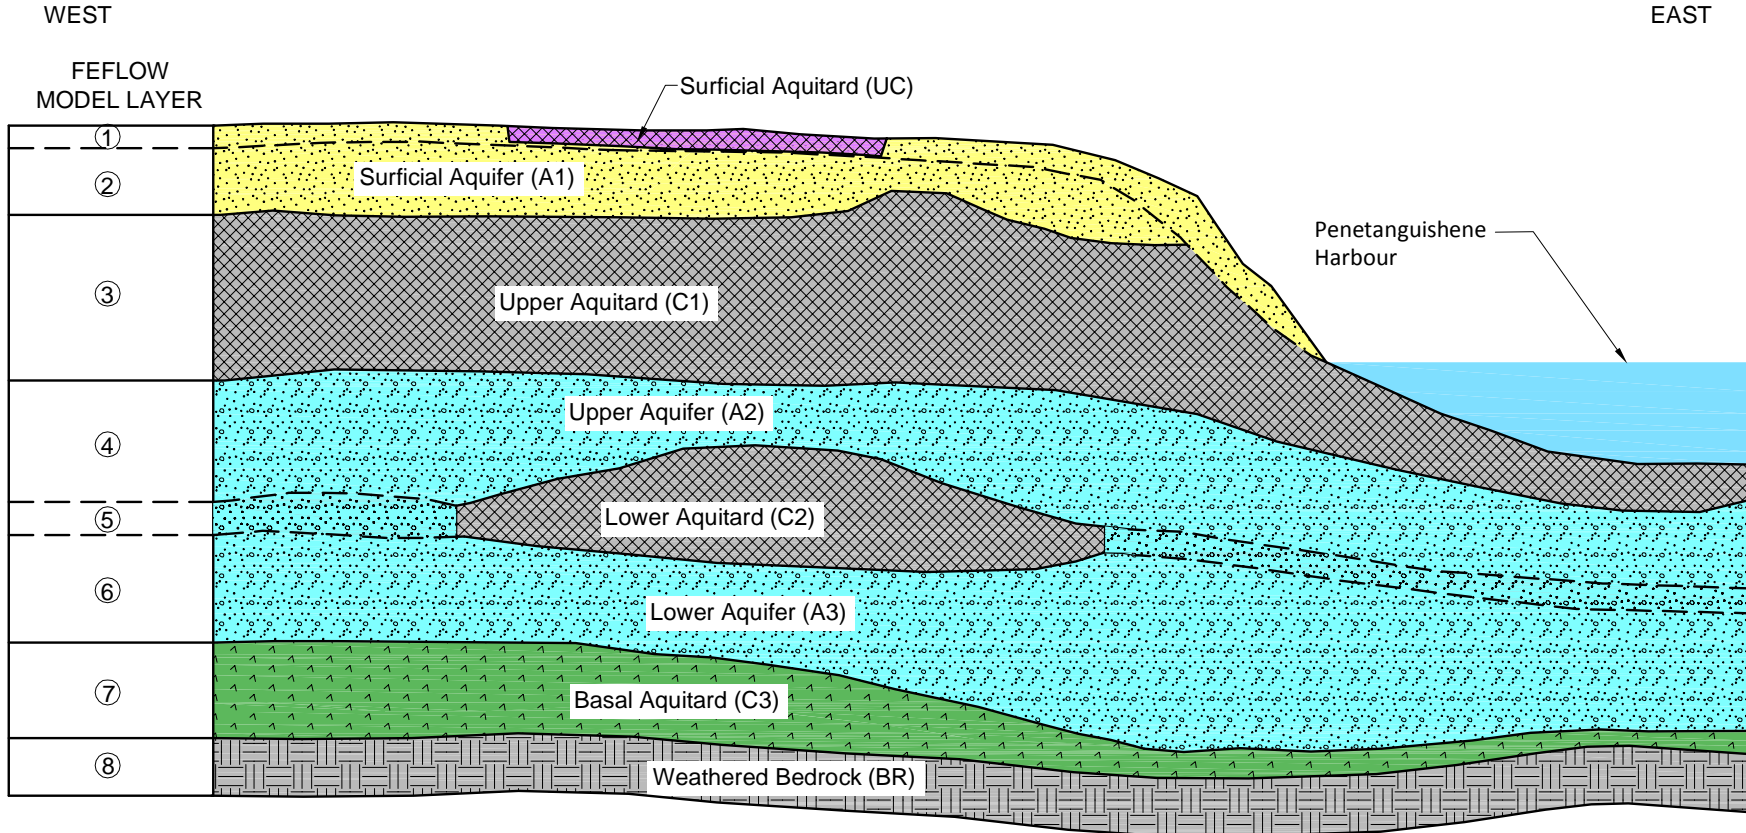 WEST
EAST
FEFLOW
MODEL LAYER
Surficial Aquitard (UC)
1
2
Surficial Aquifer (A1)
Penetanguishene
Harbour
3
Upper Aquitard (C1)
Upper Aquifer (A2)
4
5
Lower Aquitard (C2)
6
Lower Aquifer (A3)
7
Basal Aquitard (C3)
8
Weathered Bedrock (BR)